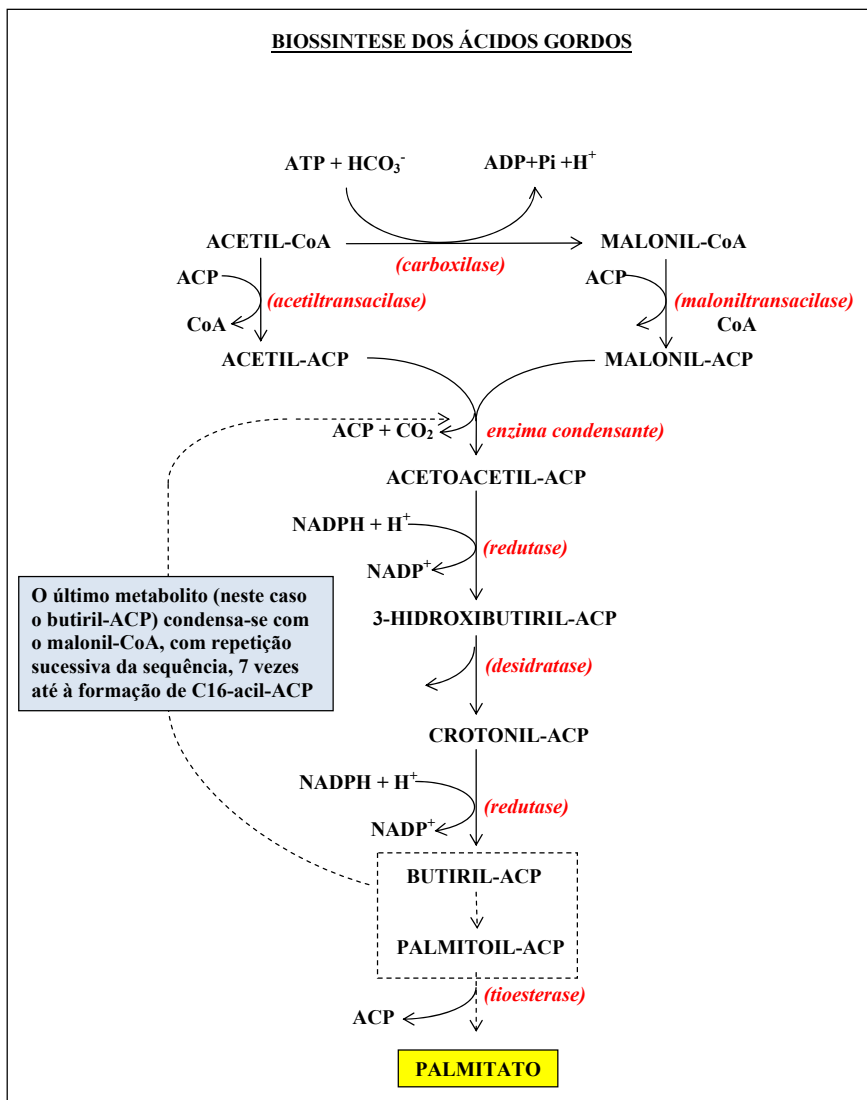 BIOSSINTESE DOS ÁCIDOS GORDOS
ATP + HCO₃⁻
ADP+Pi +H⁺
ACETIL-CoA
(carboxilase)
MALONIL-CoA
ACP
(acetiltransacilase)
CoA
ACP
(maloniltransacilase)
CoA
ACETIL-ACP
MALONIL-ACP
ACP + CO₂
enzima condensante)
ACETOACETIL-ACP
NADPH + H⁺
(redutase)
NADP⁺
O último metabolito (neste caso
o butiril-ACP) condensa-se com
o malonil-CoA, com repetição
sucessiva da sequência, 7 vezes
até à formação de C16-acil-ACP
3-HIDROXIBUTIRIL-ACP
(desidratase)
CROTONIL-ACP
NADPH + H⁺
(redutase)
NADP⁺
BUTIRIL-ACP
PALMITOIL-ACP
(tioesterase)
ACP
PALMITATO